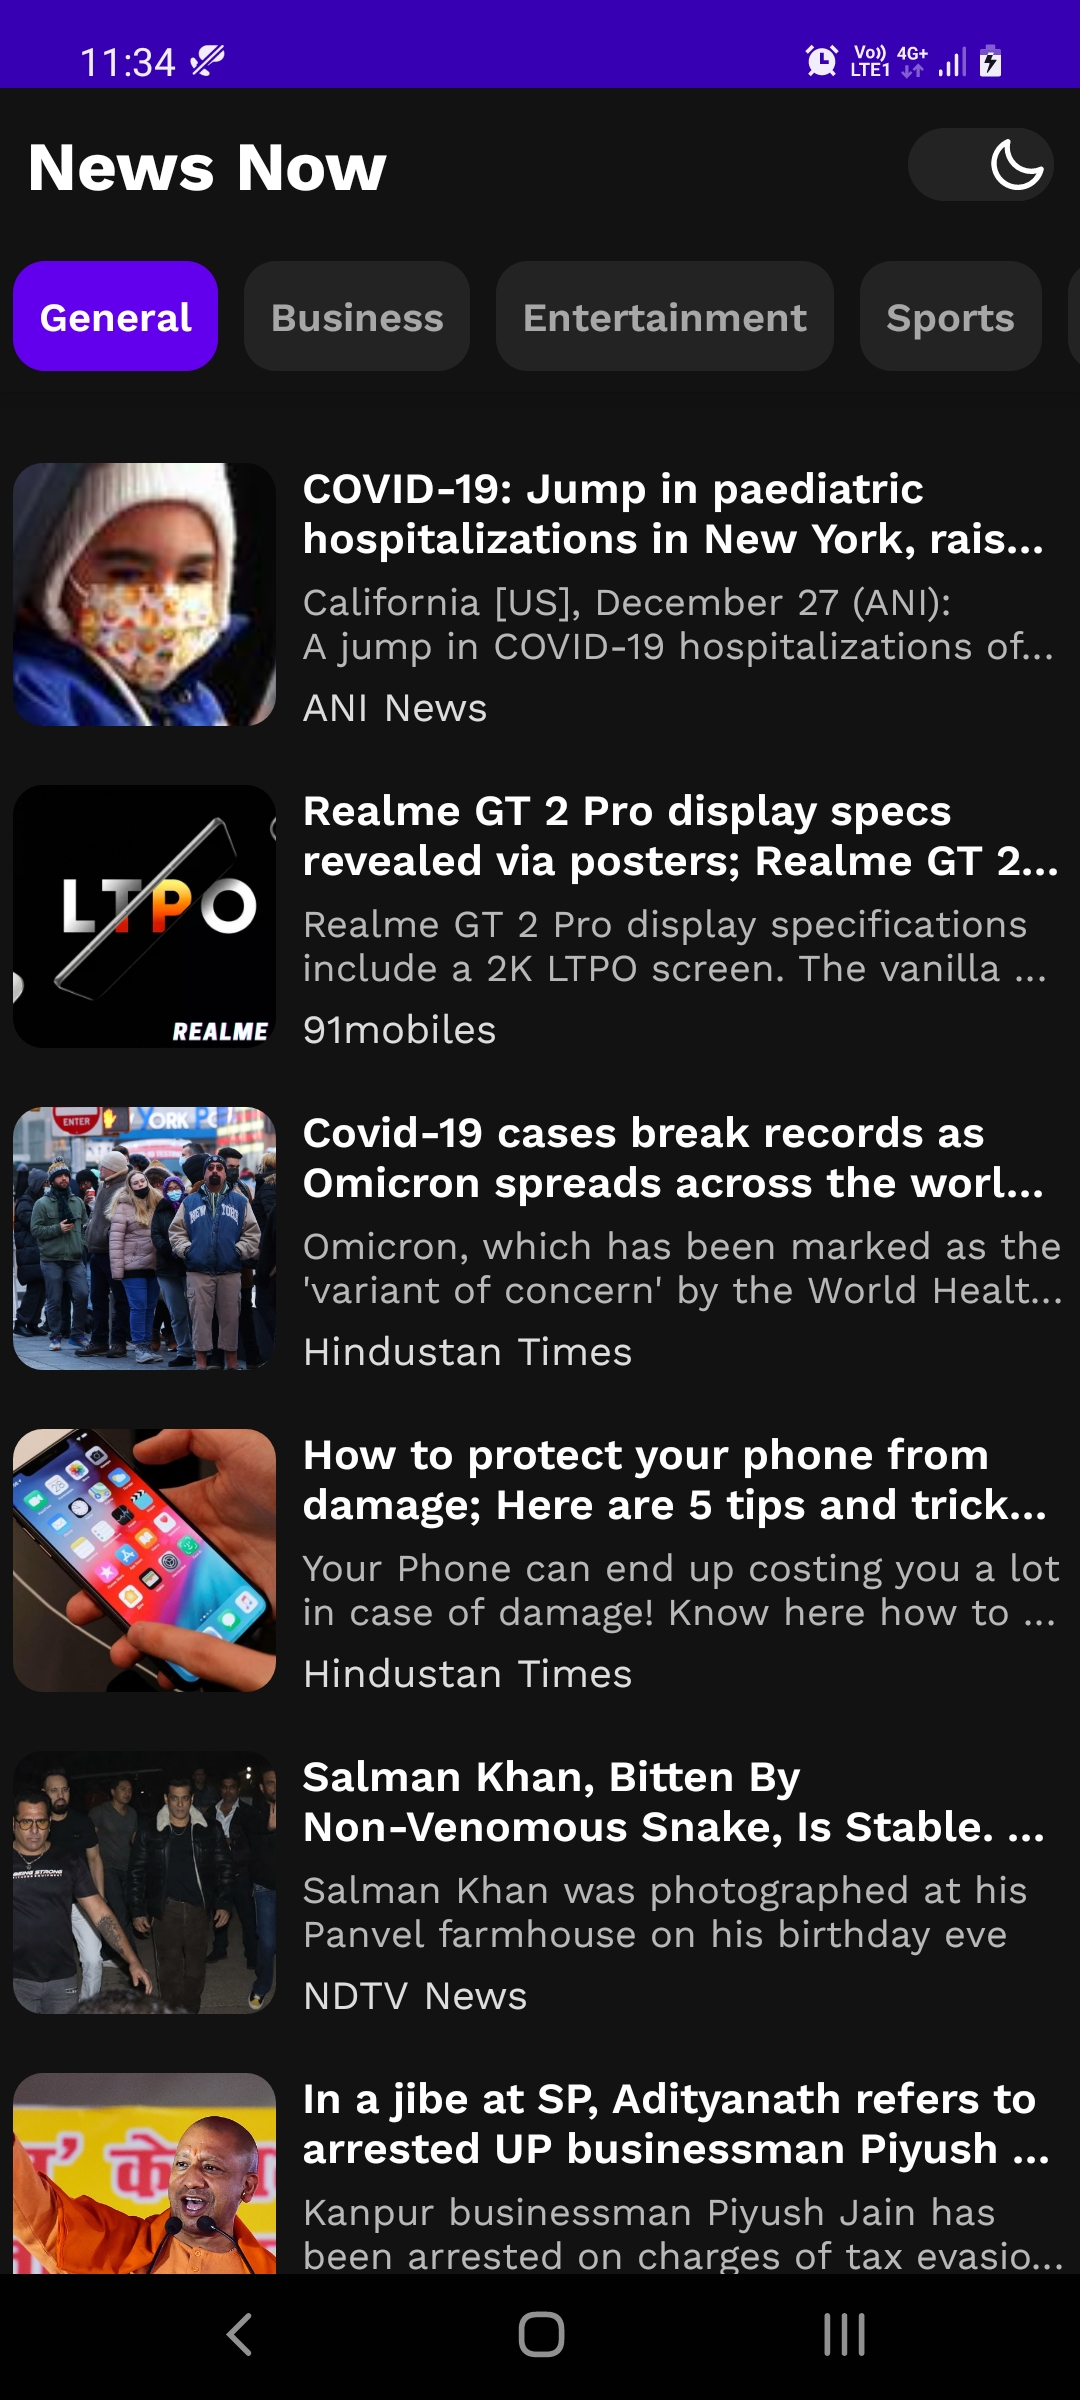 11:34
Vo)) LTE1 4G+
News Now
General Business Entertainment Sports
COVID-19: Jump in paediatric
hospitalizations in New York, rais...
California [US], December 27 (ANI):
A jump in COVID-19 hospitalizations of...
ANI News
LTPO
REALME
Realme GT 2 Pro display specs
revealed via posters; Realme GT 2...
Realme GT 2 Pro display specifications
include a 2K LTPO screen. The vanilla ...
91mobiles
ENTER
YORK
NEW YORK
Covid-19 cases break records as
Omicron spreads across the worl...
Omicron, which has been marked as the
'variant of concern' by the World Healt...
Hindustan Times
How to protect your phone from
damage; Here are 5 tips and trick...
Your Phone can end up costing you a lot
in case of damage! Know here how to ...
Hindustan Times
BEING STRONG
Salman Khan, Bitten By
Non-Venomous Snake, Is Stable. ...
Salman Khan was photographed at his
Panvel farmhouse on his birthday eve
NDTV News
के
In a jibe at SP, Adityanath refers to
arrested UP businessman Piyush ...
Kanpur businessman Piyush Jain has
been arrested on charges of tax evasio...